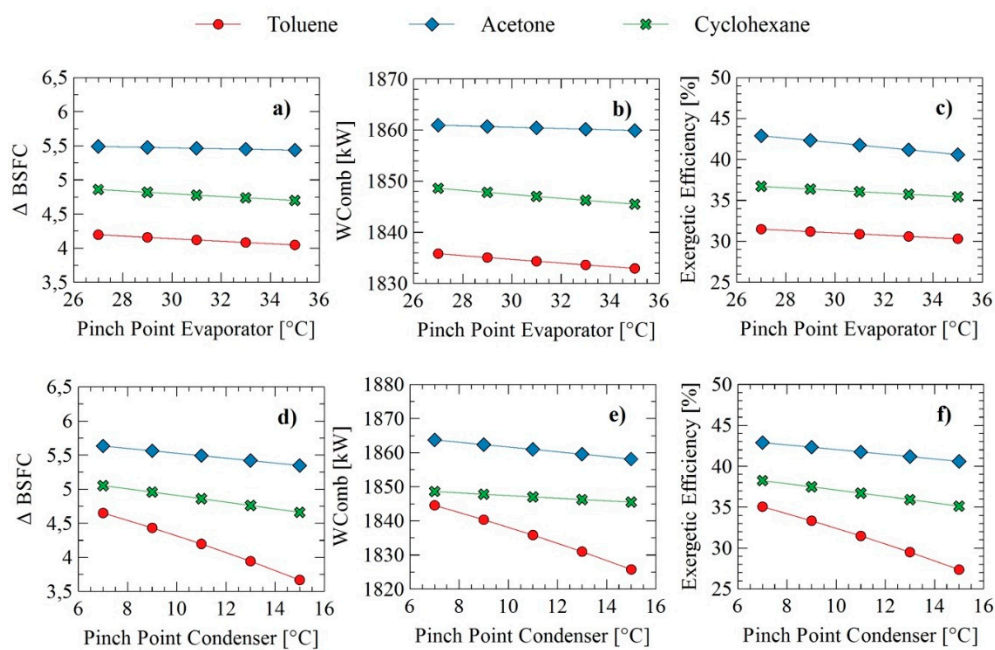 Toluene Acetone Cyclohexane
a)
Δ BSFC
6,5
6
5,5
5
4,5
4
3,5
26 28 30 32 34 36
Pinch Point Evaporator [°C]
b)
WComb [kW]
1870
1860
1850
1840
1830
26 28 30 32 34 36
Pinch Point Evaporator [°C]
c)
Exergetic Efficiency [%]
50
45
40
35
30
25
26 28 30 32 34 36
Pinch Point Evaporator [°C]
d)
Δ BSFC
6,5
6
5,5
5
4,5
4
3,5
6 8 10 12 14 16
Pinch Point Condenser [°C]
e)
WComb [kW]
1880
1870
1860
1850
1840
1830
1820
6 8 10 12 14 16
Pinch Point Condenser [°C]
f)
Exergetic Efficiency [%]
50
45
40
35
30
25
6 8 10 12 14 16
Pinch Point Condenser [°C]